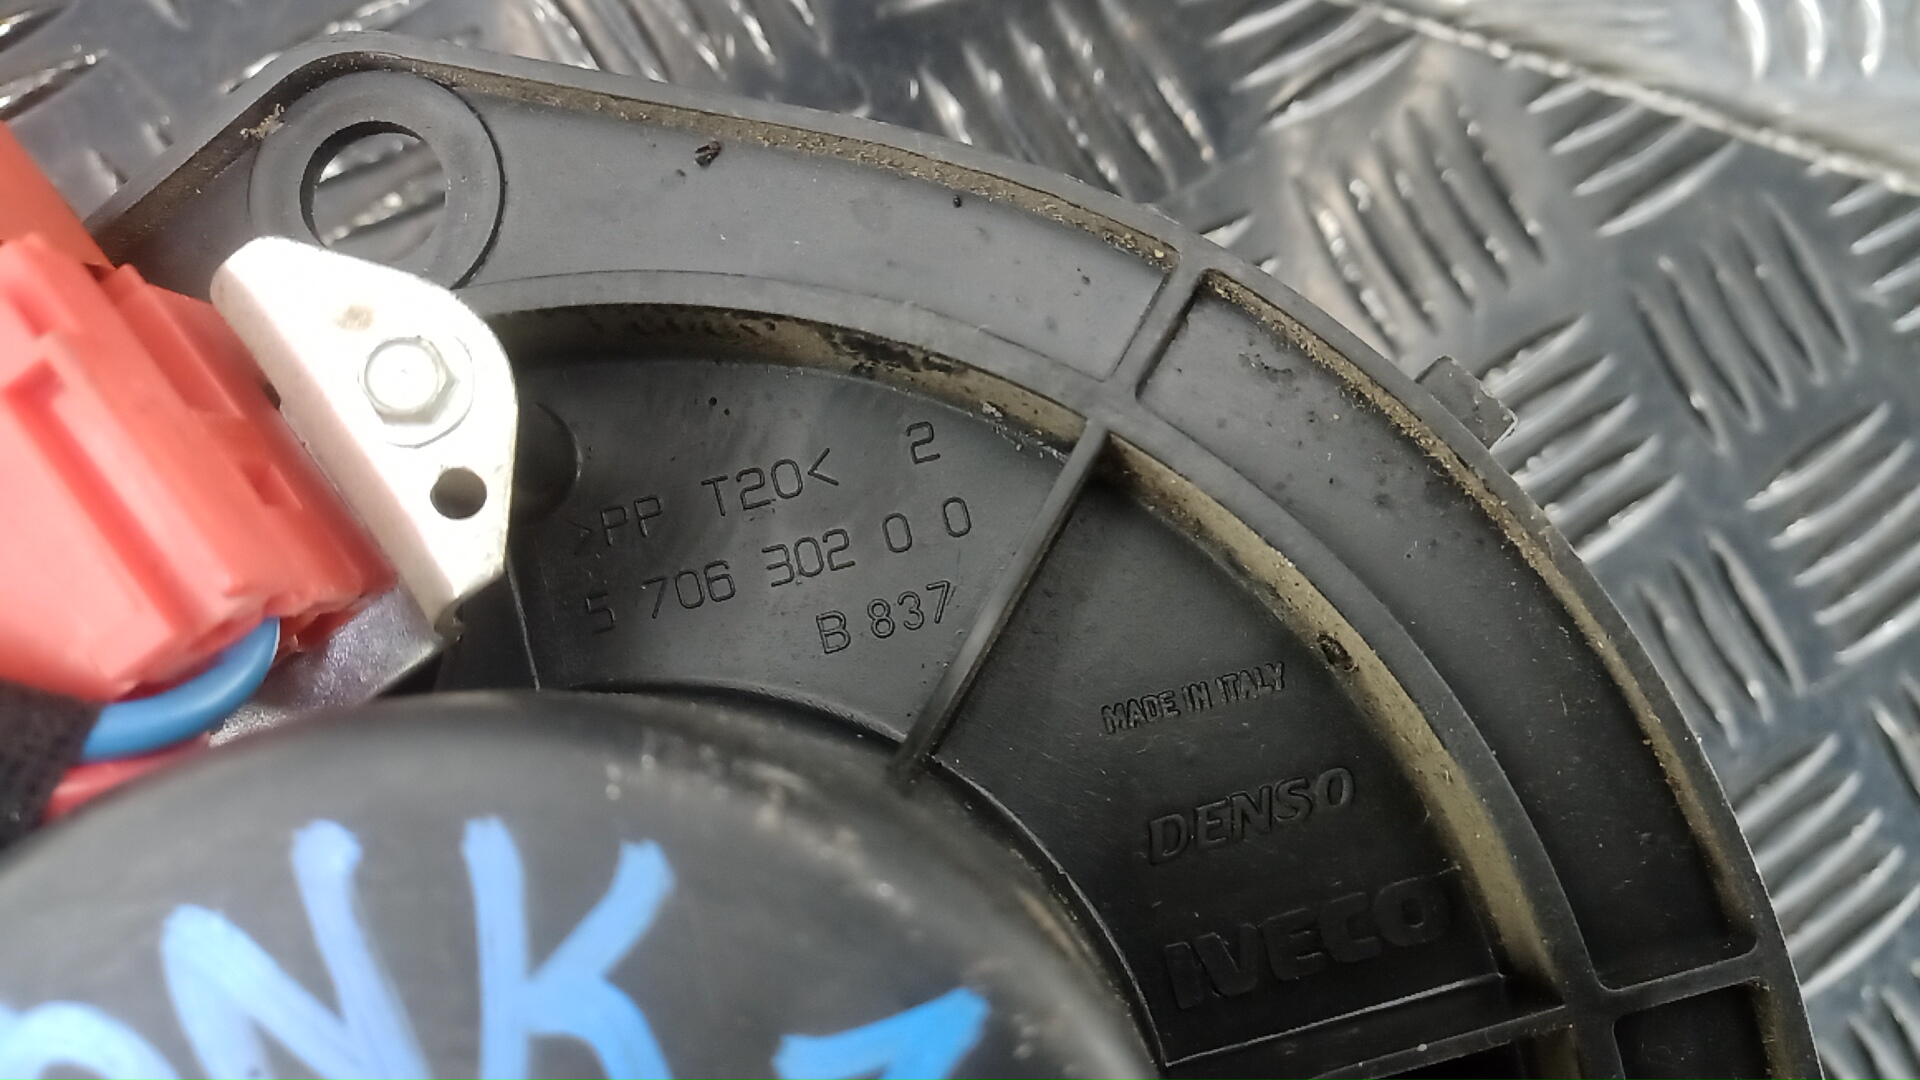 >PP T20< 2
5 706 302 0 0
B 837
MADE IN ITALY
DENSO
IVECO